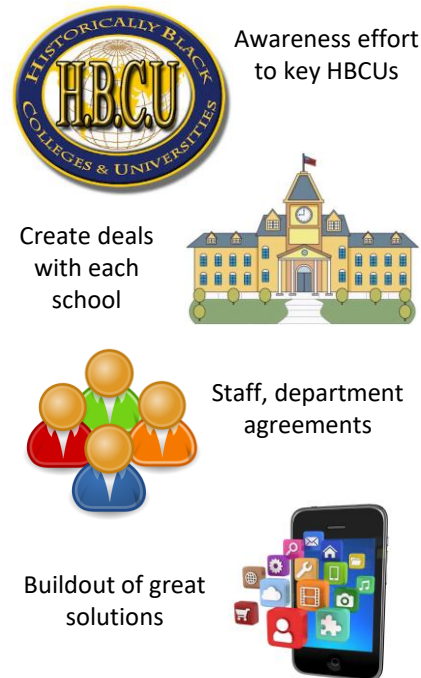 HISTORICALLY BLACK
H.B.C.U
COLLEGES & UNIVERSITIES
Awareness effort
to key HBCUs
Create deals
with each
school
Staff, department
agreements
Buildout of great
solutions